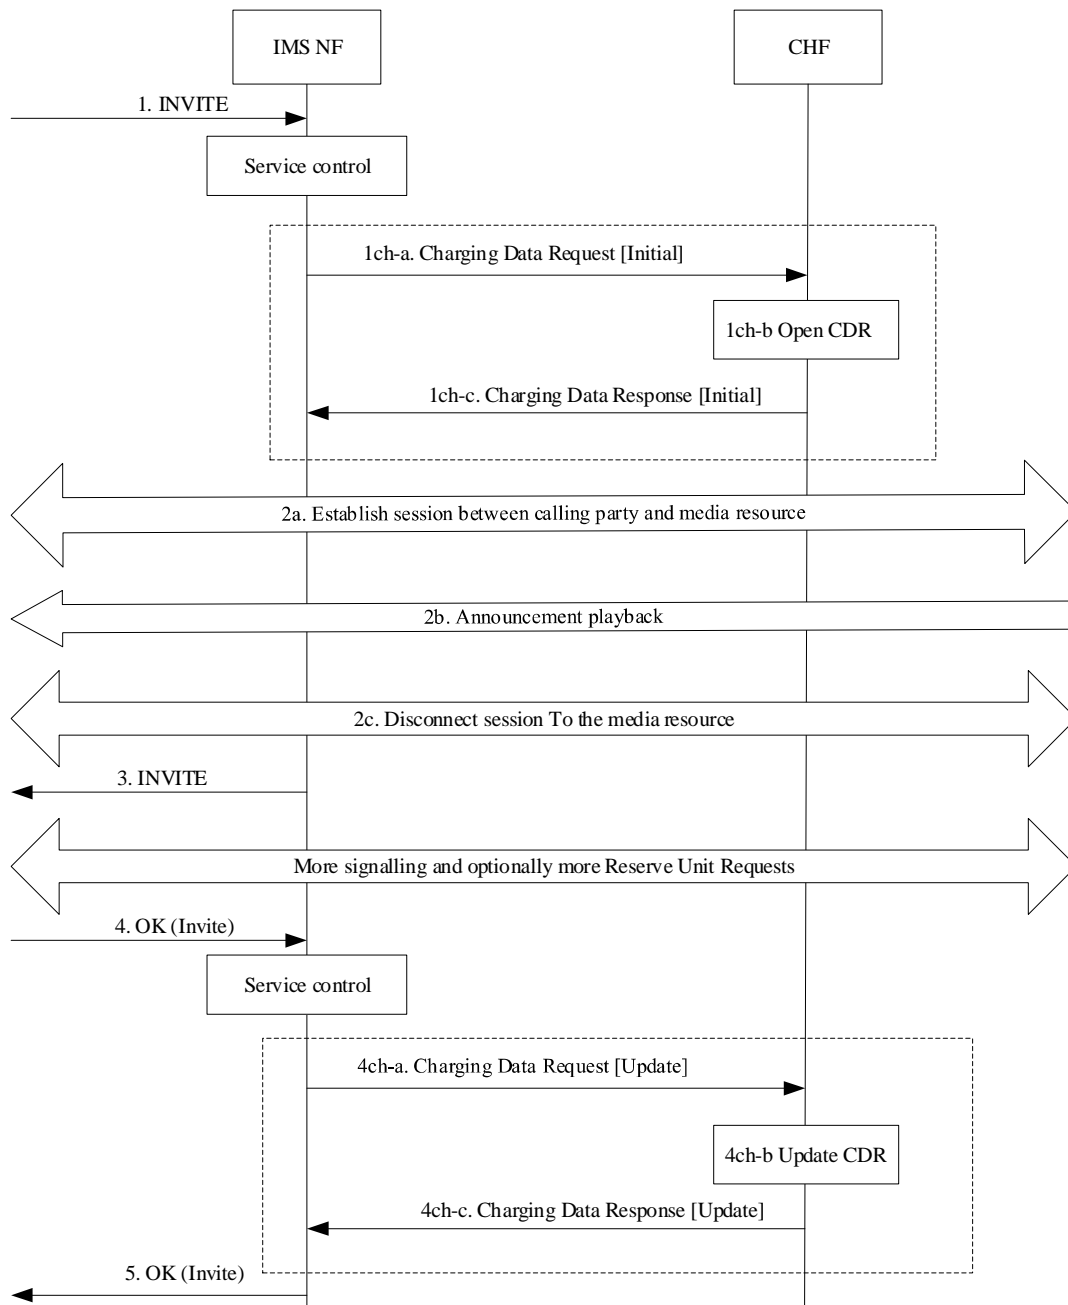 IMS NF
CHF
1. INVITE
Service control
1ch-a. Charging Data Request [Initial]
1ch-b Open CDR
1ch-c. Charging Data Response [Initial]
2a. Establish session between calling party and media resource
2b. Announcement playback
2c. Disconnect session To the media resource
3. INVITE
More signalling and optionally more Reserve Unit Requests
4. OK (Invite)
Service control
4ch-a. Charging Data Request [Update]
4ch-b Update CDR
4ch-c. Charging Data Response [Update]
5. OK (Invite)